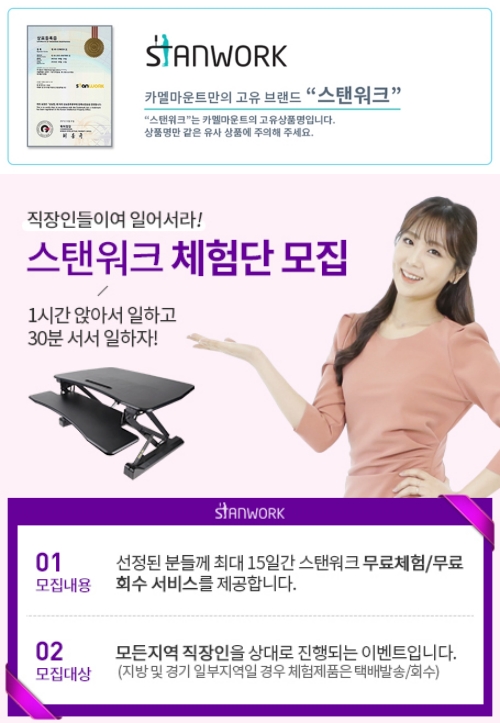 상표등록증
STANWORK
STANWORK
카멜마운트만의 고유 브랜드 “스탠워크”
“스탠워크”는 카멜마운트의 고유상품명입니다.
상품명만 같은 유사 상품에 주의해 주세요.
직장인들이여 일어서라!
스탠워크 체험단 모집
1시간 앉아서 일하고
30분 서서 일하자!
STANWORK
01
모집내용
선정된 분들께 최대 15일간 스탠워크 무료체험/무료
회수 서비스를 제공합니다.
02
모집대상
모든지역 직장인을 상대로 진행되는 이벤트입니다.
(지방 및 경기 일부지역일 경우 체험제품은 택배발송/회수)